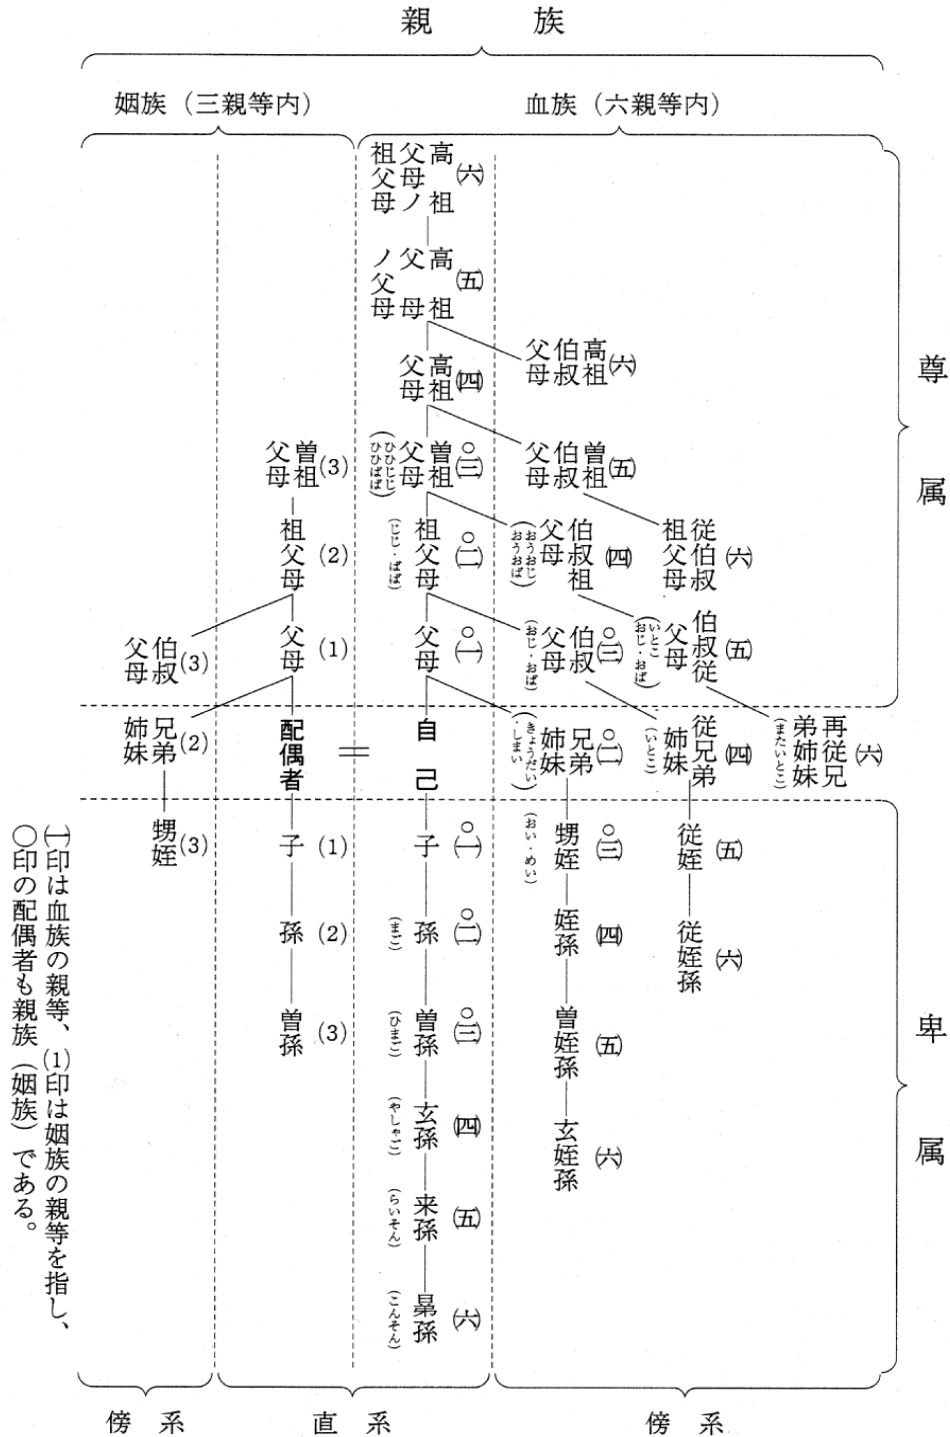 親族
姻族（三親等内）
血族（六親等内）
高祖父母ノ祖父母
(六)
高祖父母ノ父母
(五)
高祖父母
(四)
高祖伯叔父母
(六)
曽祖父母
(3)
曽祖父母
（ひひじじ
ひひばば）
○(三)
曽祖伯叔父母
(五)
祖父母
(2)
祖父母
（じじ・ばば）
○(二)
伯叔祖父母
（おうおじ
おうおば）
(四)
従伯叔祖父母
(六)
伯叔父母
(3)
父母
(1)
父母
○(一)
伯叔父母
（おじ・おば）
○(三)
伯叔従父母
（いとこ
おじ・おば）
(五)
兄弟姉妹
(2)
配偶者
＝
自己
兄弟姉妹
（きょうだい
・しまい）
○(二)
従兄弟姉妹
（いとこ）
(四)
再従兄弟姉妹
（またいとこ）
(六)
甥姪
(3)
子
(1)
子
○(一)
甥姪
（おい・めい）
○(三)
従姪
(五)
孫
(2)
孫
（まご）
○(二)
姪孫
(四)
従姪孫
(六)
曽孫
(3)
曽孫
（ひまご）
○(三)
曽姪孫
(五)
玄孫
（やしゃご）
(四)
玄姪孫
(六)
来孫
（らいそん）
(五)
昴孫
（こんそん）
(六)
尊属
卑属
傍系
直系
傍系
(一)印は血族の親等、(1)印は姻族の親等を指し、
○印の配偶者も親族（姻族）である。